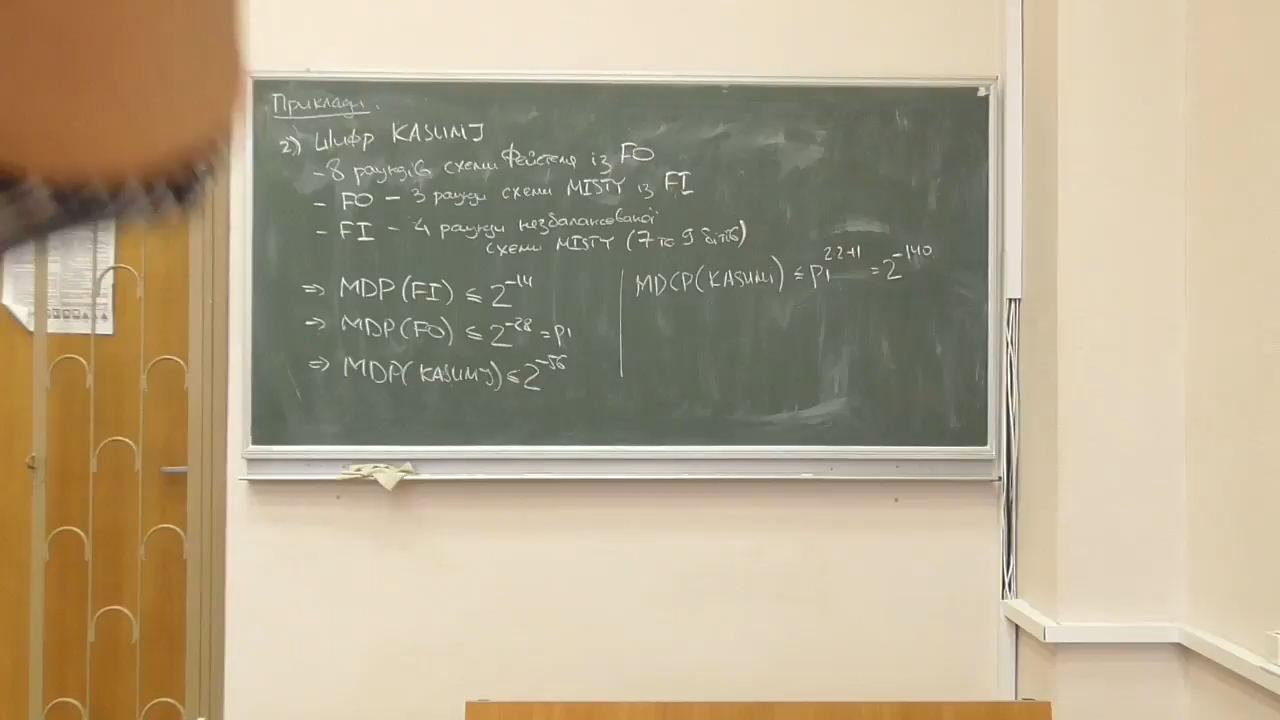 Приклади.
2) Шифр KASUMI
- 8 раундів схеми Фейстеля із FO
- FO - 3 раунди схеми MISTY із FI
- FI - 4 раунди незбалансованої
схеми MISTY (7 та 9 бітів)
⇒ MDP(FI) ≤ 2^-14
⇒ MDP(FO) ≤ 2^-28 = p1
⇒ MDP(KASUMI) ≤ 2^-56
MDCP(KASUMI) ≤ p1^2·2+1 = 2^-140